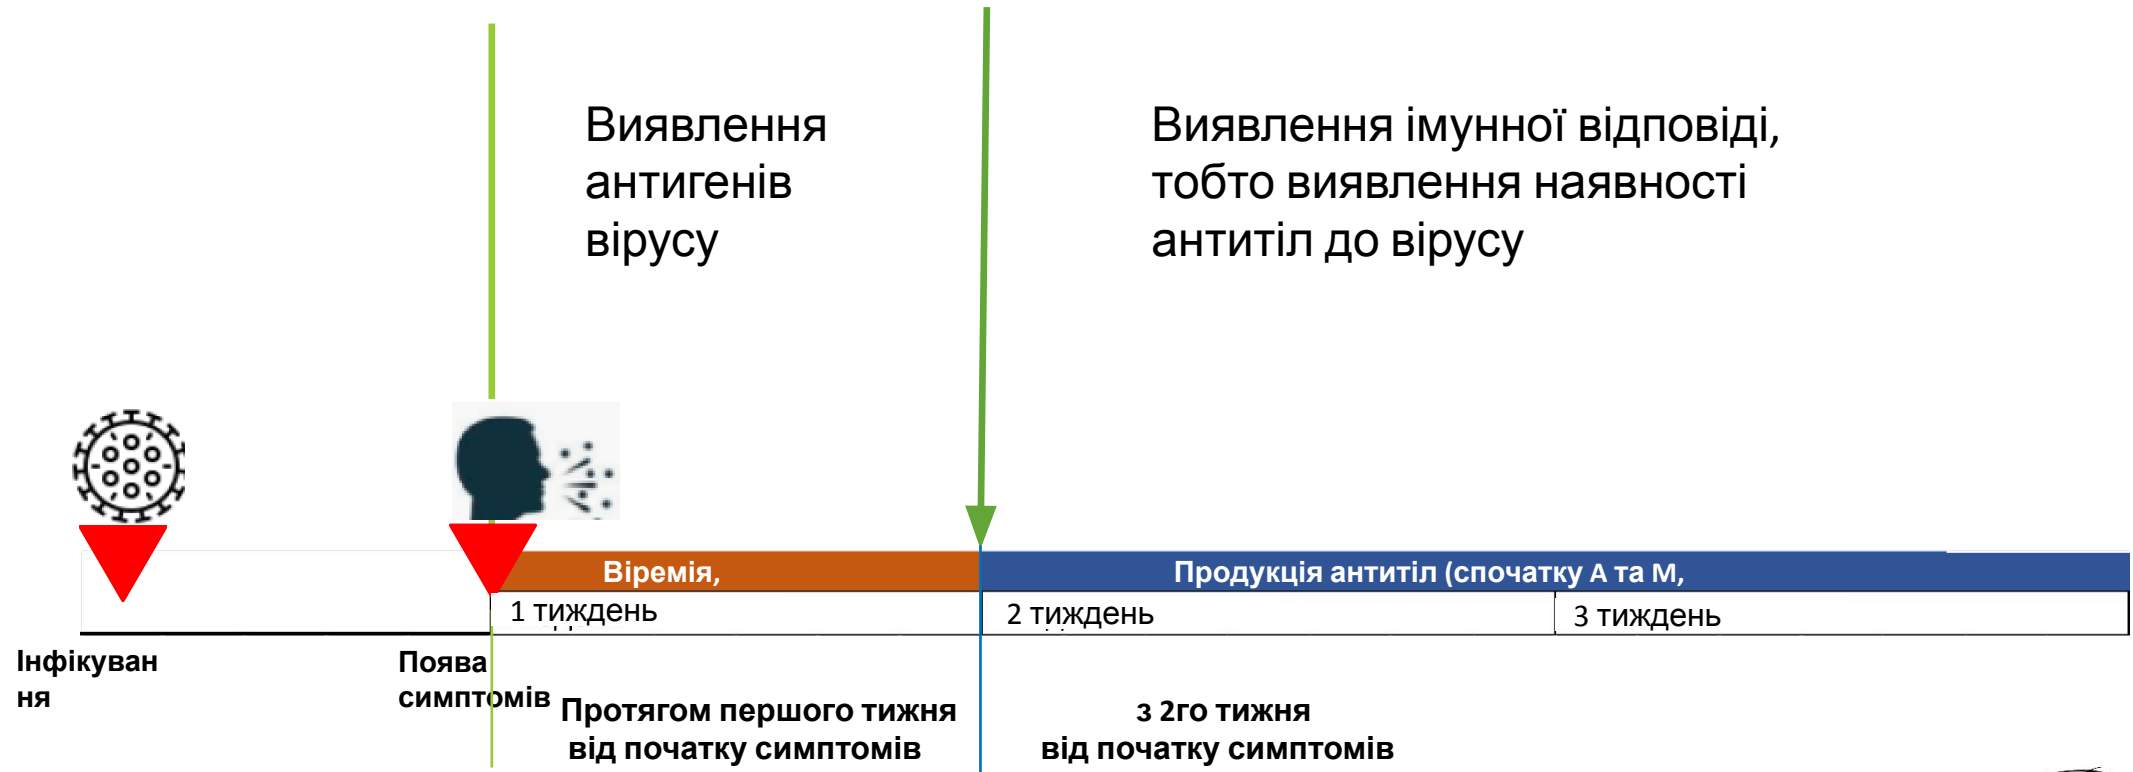 Виявлення
антигенів
вірусу
Виявлення імунної відповіді,
тобто виявлення наявності
антитіл до вірусу
Віремія,
Продукція антитіл (спочатку А та М,
1 тиждень
2 тиждень
3 тиждень
Інфікуван
ня
Поява
симптомів
Протягом першого тижня
від початку симптомів
з 2го тижня
від початку симптомів